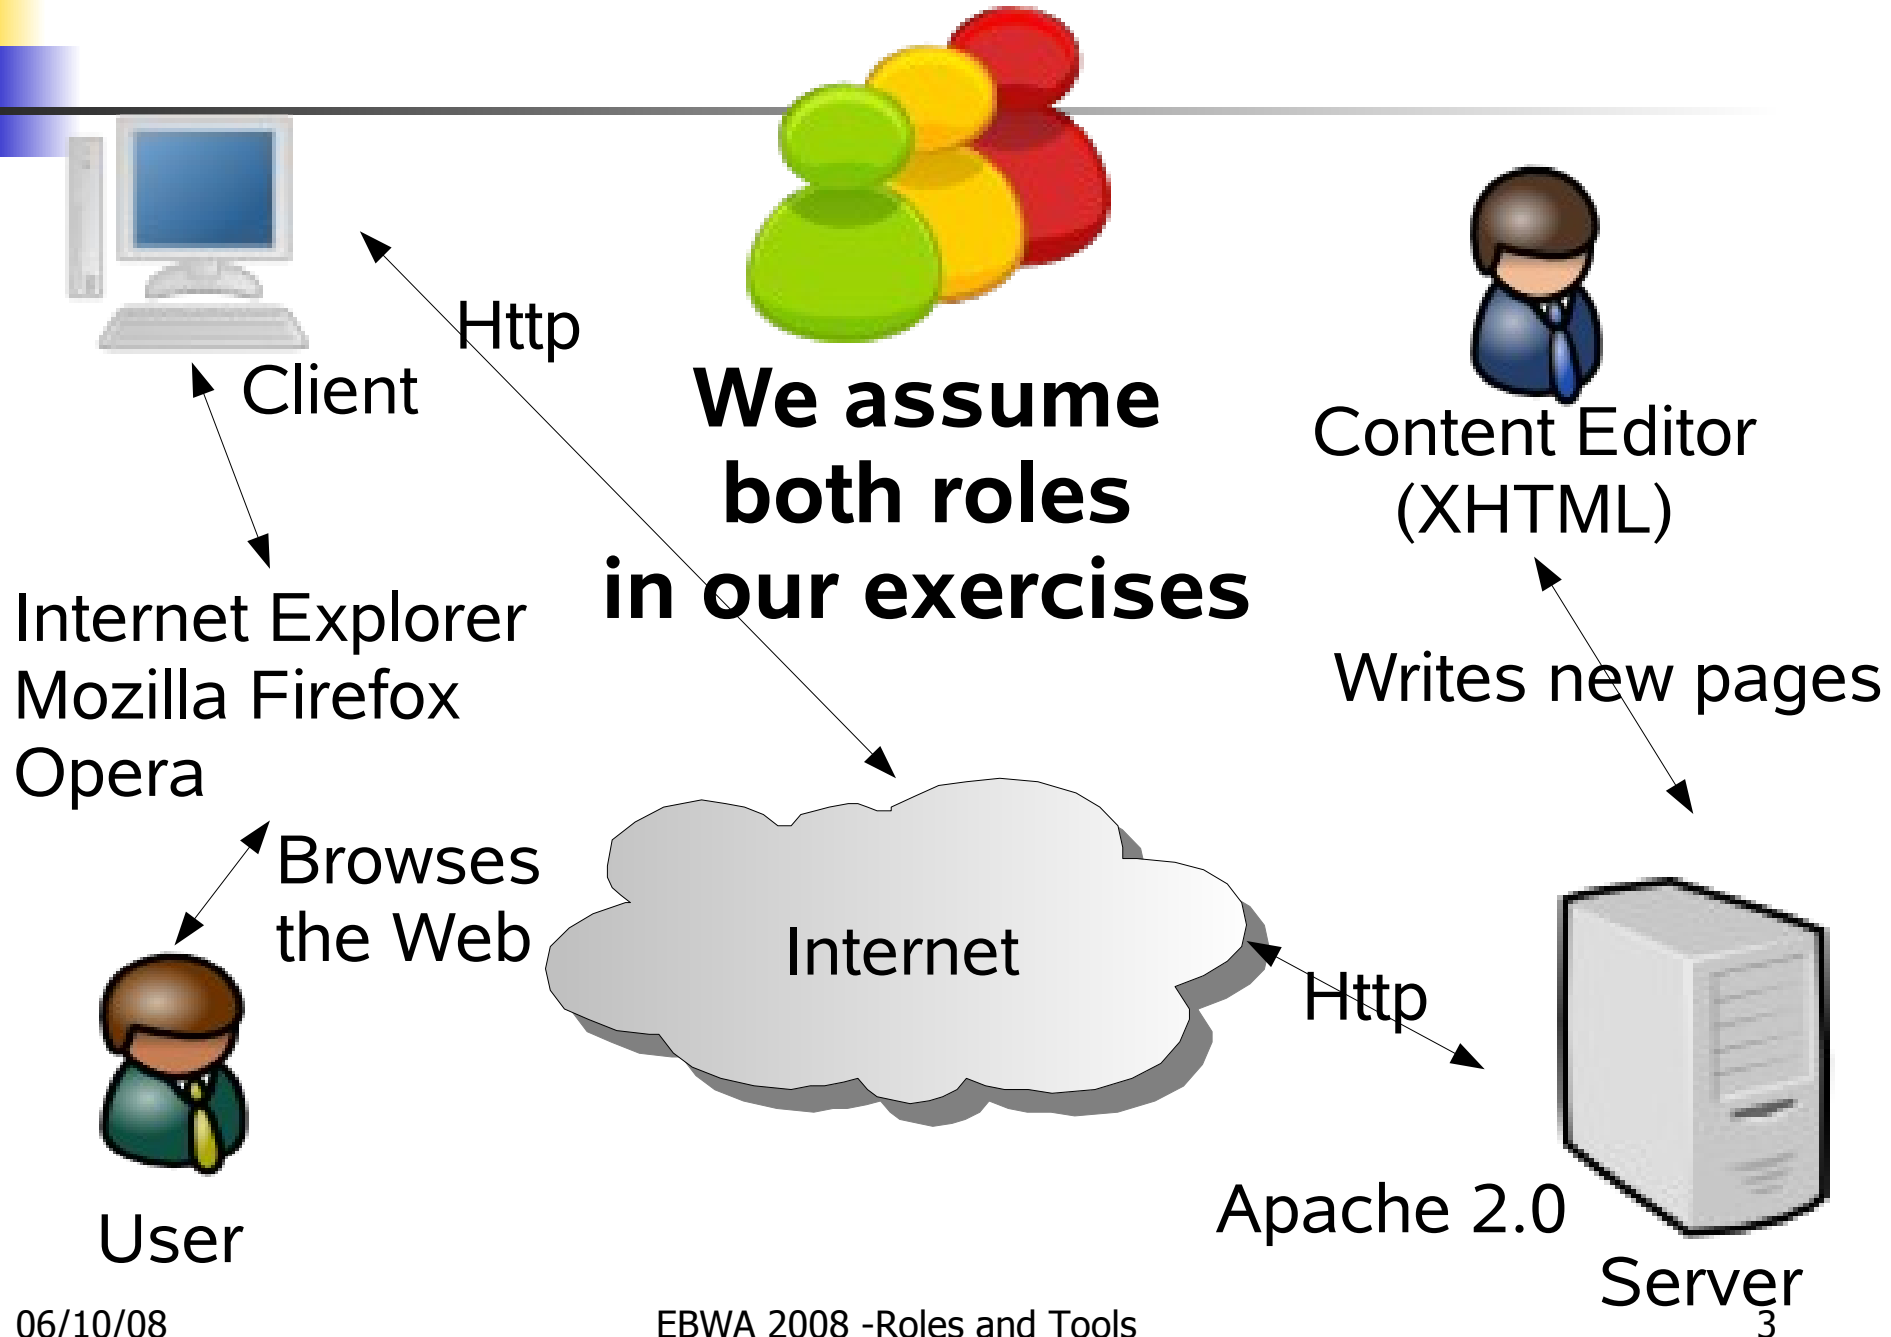 Http
Client
We assume
both roles
in our exercises
Content Editor
(XHTML)
Internet Explorer
Mozilla Firefox
Opera
Writes new pages
Browses
the Web
Internet
Http
Apache 2.0
User
Server
06/10/08
EBWA 2008 -Roles and Tools
3